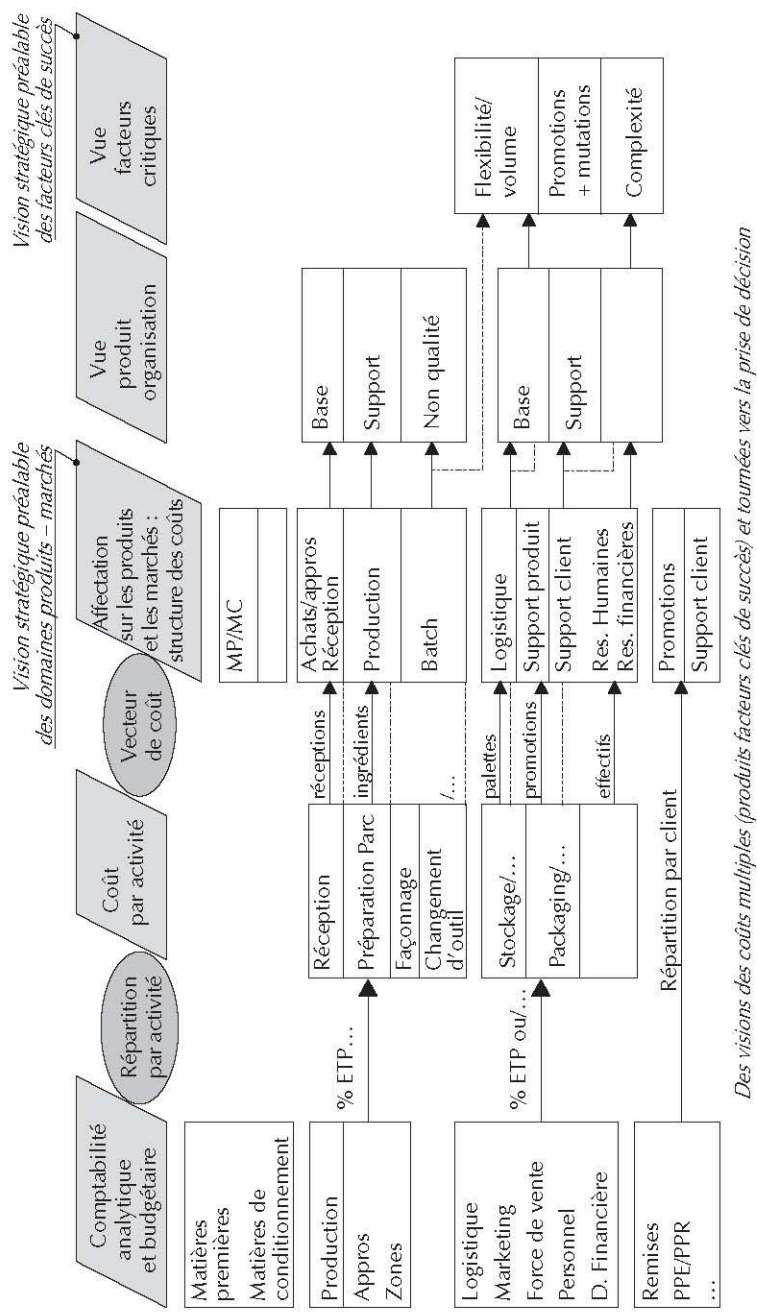 Vision stratégique préalable
des domaines produits – marchés
Vision stratégique préalable
des facteurs clés de succès
Comptabilité
analytique
et budgétaire
Répartition
par activité
Coût
par activité
Vecteur
de coût
Affectation
sur les produits
et les marchés :
structure des coûts
Vue
produit
organisation
Vue
facteurs
critiques
Matières
premières
Matières de
conditionnement
MP/MC
Production
Appros
Zones
% ETP…
Réception
Préparation Parc
Façonnage
Changement
d’outil
réceptions
ingrédients
/…
Achats/appros
Réception
Production
Batch
Base
Support
Non qualité
Logistique
Marketing
Force de vente
Personnel
D. Financière
% ETP ou/…
Stockage/…
Packaging/…
palettes
promotions
effectifs
Logistique
Support produit
Support client
Res. Humaines
Res. financières
Base
Support
Flexibilité/
volume
Promotions
+ mutations
Complexité
Remises
PPE/PPR
…
Répartition par client
Promotions
Support client
Des visions des coûts multiples (produits facteurs clés de succès) et tournées vers la prise de décision